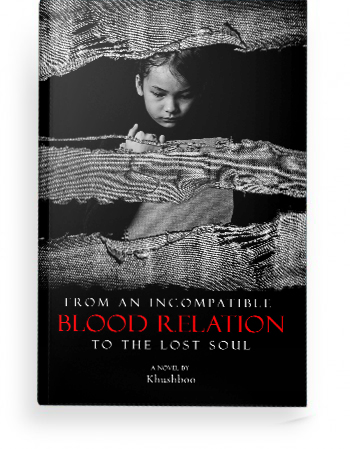 FROM AN INCOMPATIBLE
BLOOD RELATION
TO THE LOST SOUL
A NOVEL BY
Khushboo